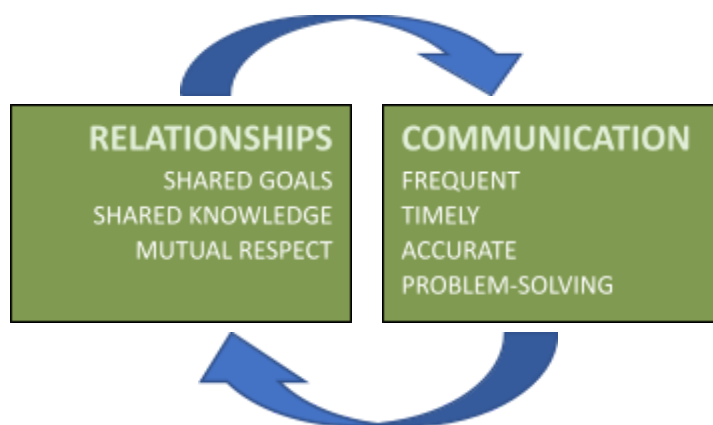 RELATIONSHIPS
SHARED GOALS
SHARED KNOWLEDGE
MUTUAL RESPECT
COMMUNICATION
FREQUENT
TIMELY
ACCURATE
PROBLEM-SOLVING